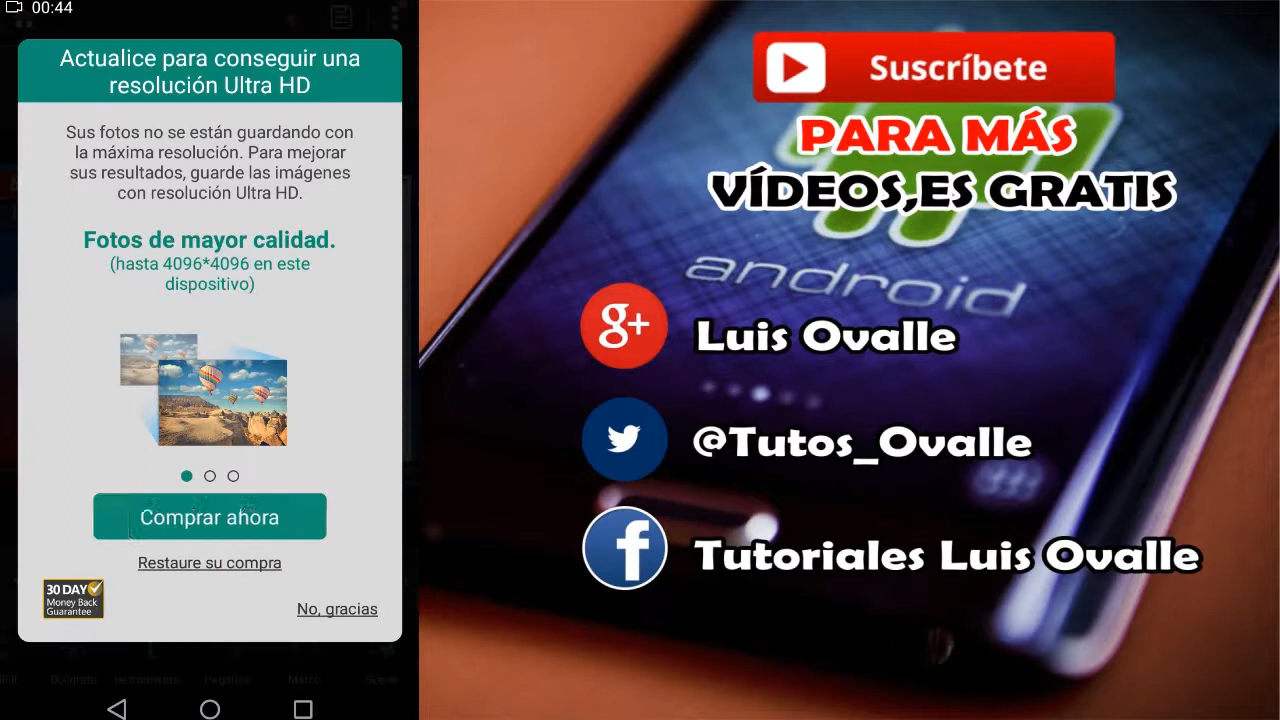 00:44
Actualice para conseguir una
resolución Ultra HD
Sus fotos no se están guardando con
la máxima resolución. Para mejorar
sus resultados, guarde las imágenes
con resolución Ultra HD.
Fotos de mayor calidad.
(hasta 4096*4096 en este
dispositivo)
Comprar ahora
Restaure su compra
30 DAY
Money Back
Guarantee
No, gracias
Marco
Suscríbete
PARA MÁS
VÍDEOS,ES GRATIS
android
g+ Luis Ovalle
@Tutos_Ovalle
f Tutoriales Luis Ovalle